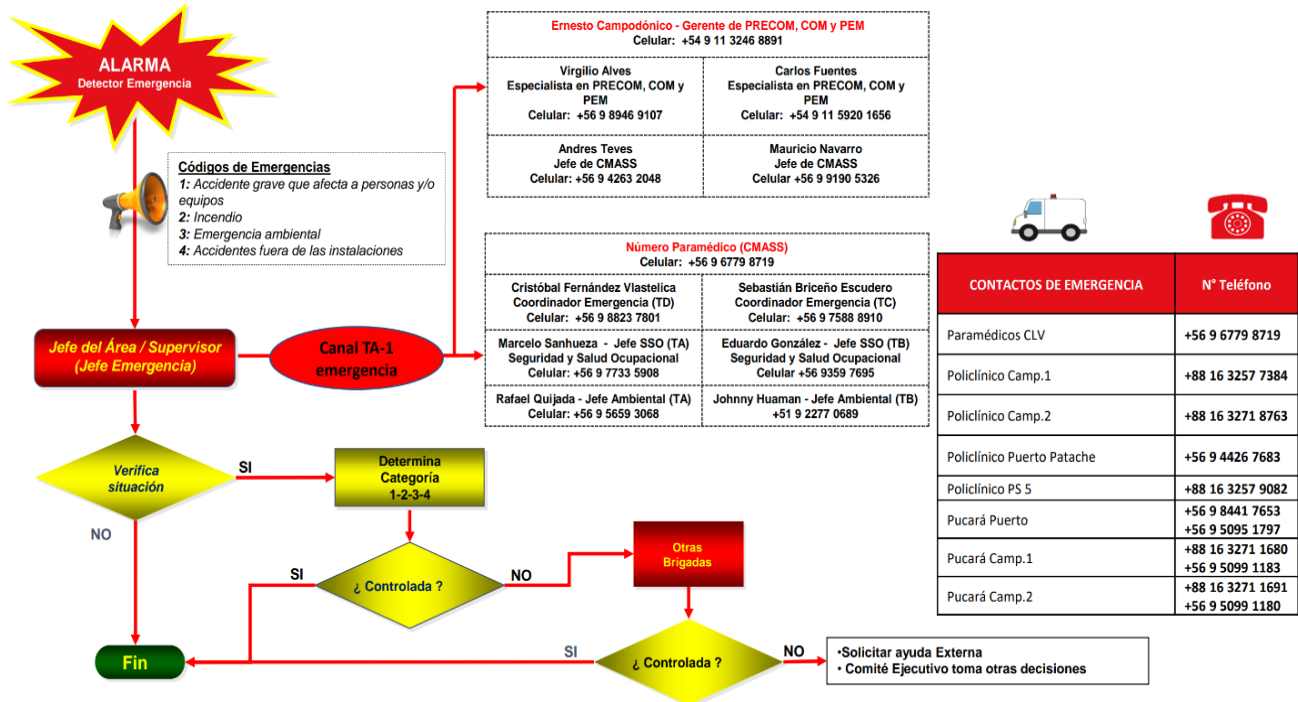 ALARMA
Detector Emergencia
Códigos de Emergencias
1: Accidente grave que afecta a personas y/o
equipos
2: Incendio
3: Emergencia ambiental
4: Accidentes fuera de las instalaciones
Ernesto Campodónico - Gerente de PRECOM, COM y PEM
Celular: +54 9 11 3246 8891
Virgilio Alves
Especialista en PRECOM, COM y
PEM
Celular: +56 9 8946 9107
Carlos Fuentes
Especialista en PRECOM, COM y
PEM
Celular: +54 9 11 5920 1656
Andres Teves
Jefe de CMASS
Celular: +56 9 4263 2048
Mauricio Navarro
Jefe de CMASS
Celular +56 9 9190 5326
Número Paramédico (CMASS)
Celular: +56 9 6779 8719
Cristóbal Fernández Vlastelica
Coordinador Emergencia (TD)
Celular: +56 9 8823 7801
Sebastián Briceño Escudero
Coordinador Emergencia (TC)
Celular: +56 9 7588 8910
Marcelo Sanhueza - Jefe SSO (TA)
Seguridad y Salud Ocupacional
Celular: +56 9 7733 5908
Eduardo González - Jefe SSO (TB)
Seguridad y Salud Ocupacional
Celular +56 9359 7695
Rafael Quijada - Jefe Ambiental (TA)
Celular: +56 9 5659 3068
Johnny Huaman - Jefe Ambiental (TB)
+51 9 2277 0689
Jefe del Área / Supervisor
(Jefe Emergencia)
Canal TA-1
emergencia
Verifica
situación
SI
NO
Determina
Categoría
1-2-3-4
¿ Controlada ?
SI
NO
Otras
Brigadas
¿ Controlada ?
SI
NO
Fin
•Solicitar ayuda Externa
• Comité Ejecutivo toma otras decisiones
CONTACTOS DE EMERGENCIA
N° Teléfono
Paramédicos CLV
+56 9 6779 8719
Policlínico Camp.1
+88 16 3257 7384
Policlínico Camp.2
+88 16 3271 8763
Policlínico Puerto Patache
+56 9 4426 7683
Policlínico PS 5
+88 16 3257 9082
Pucará Puerto
+56 9 8441 7653
+56 9 5095 1797
Pucará Camp.1
+88 16 3271 1680
+56 9 5099 1183
Pucará Camp.2
+88 16 3271 1691
+56 9 5099 1180